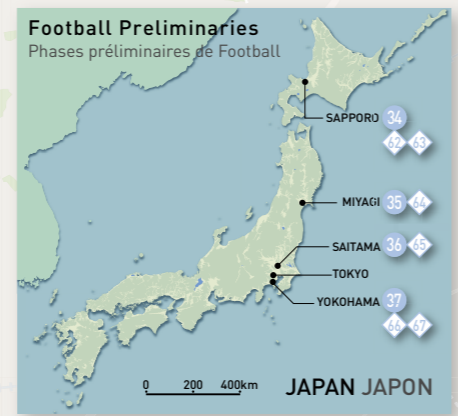 Football Preliminaries
Phases préliminaires de Football
SAPPORO 34
62 63
MIYAGI 35 64
SAITAMA 36 65
TOKYO
YOKOHAMA 37
66 67
0 200 400km
JAPAN JAPON